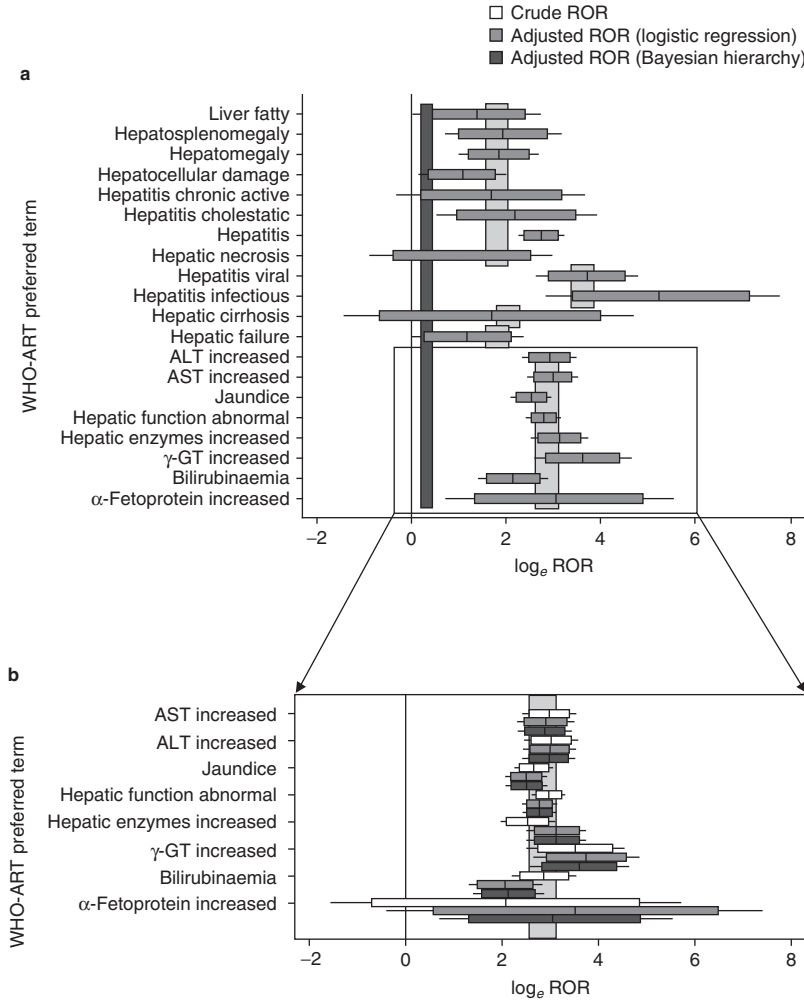 Crude ROR
Adjusted ROR (logistic regression)
Adjusted ROR (Bayesian hierarchy)
a
WHO-ART preferred term
Liver fatty
Hepatosplenomegaly
Hepatomegaly
Hepatocellular damage
Hepatitis chronic active
Hepatitis cholestatic
Hepatitis
Hepatic necrosis
Hepatitis viral
Hepatitis infectious
Hepatic cirrhosis
Hepatic failure
ALT increased
AST increased
Jaundice
Hepatic function abnormal
Hepatic enzymes increased
γ-GT increased
Bilirubinaemia
α-Fetoprotein increased
−2 0 2 4 6 8
logₑ ROR
b
WHO-ART preferred term
AST increased
ALT increased
Jaundice
Hepatic function abnormal
Hepatic enzymes increased
γ-GT increased
Bilirubinaemia
α-Fetoprotein increased
−2 0 2 4 6 8
logₑ ROR